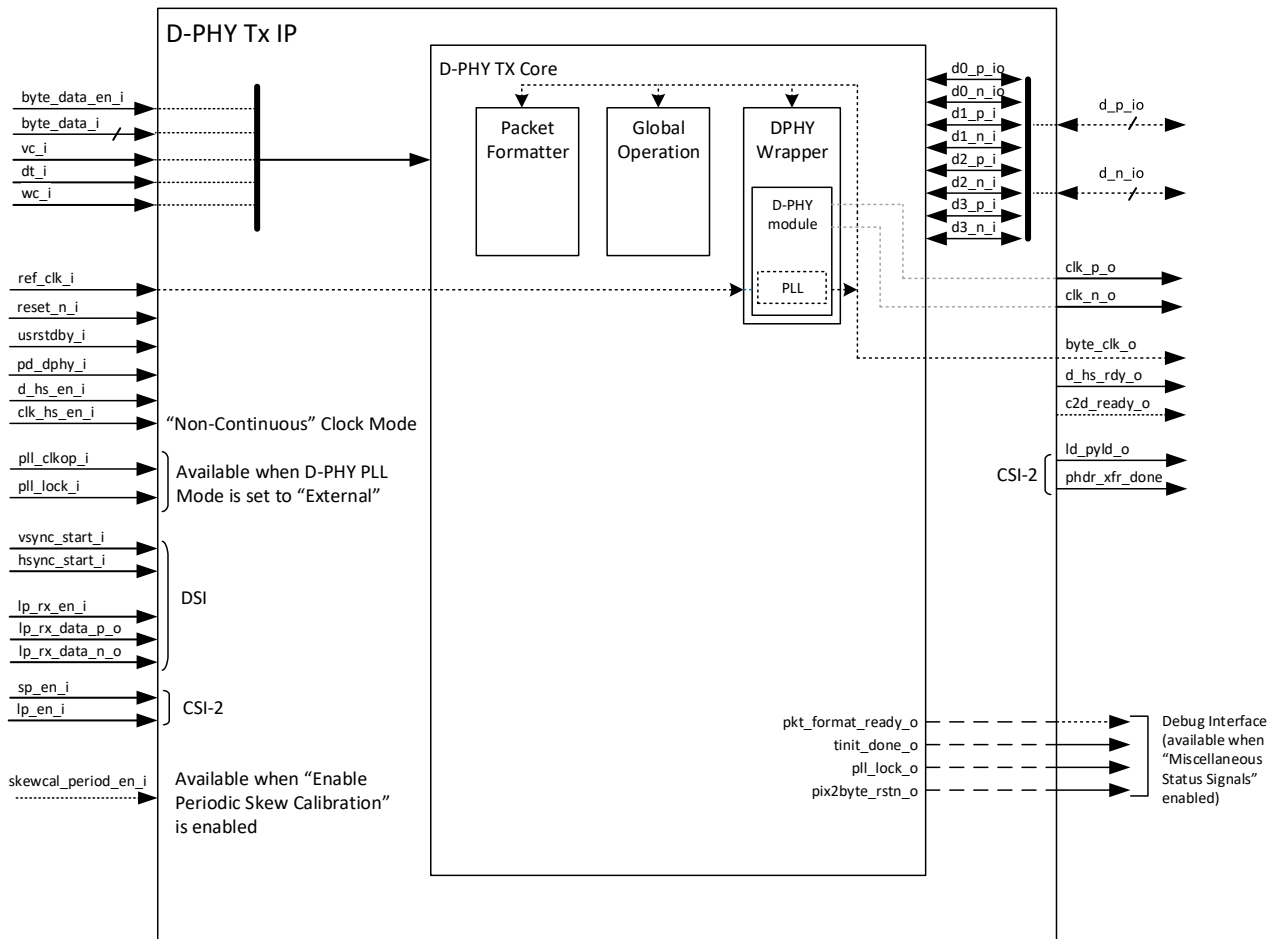 D-PHY Tx IP
D-PHY TX Core
byte_data_en_i
byte_data_i
vc_i
dt_i
wc_i
Packet
Formatter
Global
Operation
DPHY
Wrapper
D-PHY
module
PLL
d0_p_io
d0_n_io
d1_p_i
d1_n_i
d2_p_i
d2_n_i
d3_p_i
d3_n_i
d_p_io
d_n_io
ref_clk_i
reset_n_i
usrstdby_i
pd_dphy_i
d_hs_en_i
clk_hs_en_i
“Non-Continuous” Clock Mode
pll_clkop_i
pll_lock_i
Available when D-PHY PLL
Mode is set to “External”
vsync_start_i
hsync_start_i
lp_rx_en_i
lp_rx_data_p_o
lp_rx_data_n_o
DSI
sp_en_i
lp_en_i
CSI-2
skewcal_period_en_i
Available when “Enable
Periodic Skew Calibration”
is enabled
clk_p_o
clk_n_o
byte_clk_o
d_hs_rdy_o
c2d_ready_o
CSI-2
ld_pyld_o
phdr_xfr_done
pkt_format_ready_o
tinit_done_o
pll_lock_o
pix2byte_rstn_o
Debug Interface
(available when
“Miscellaneous
Status Signals”
enabled)